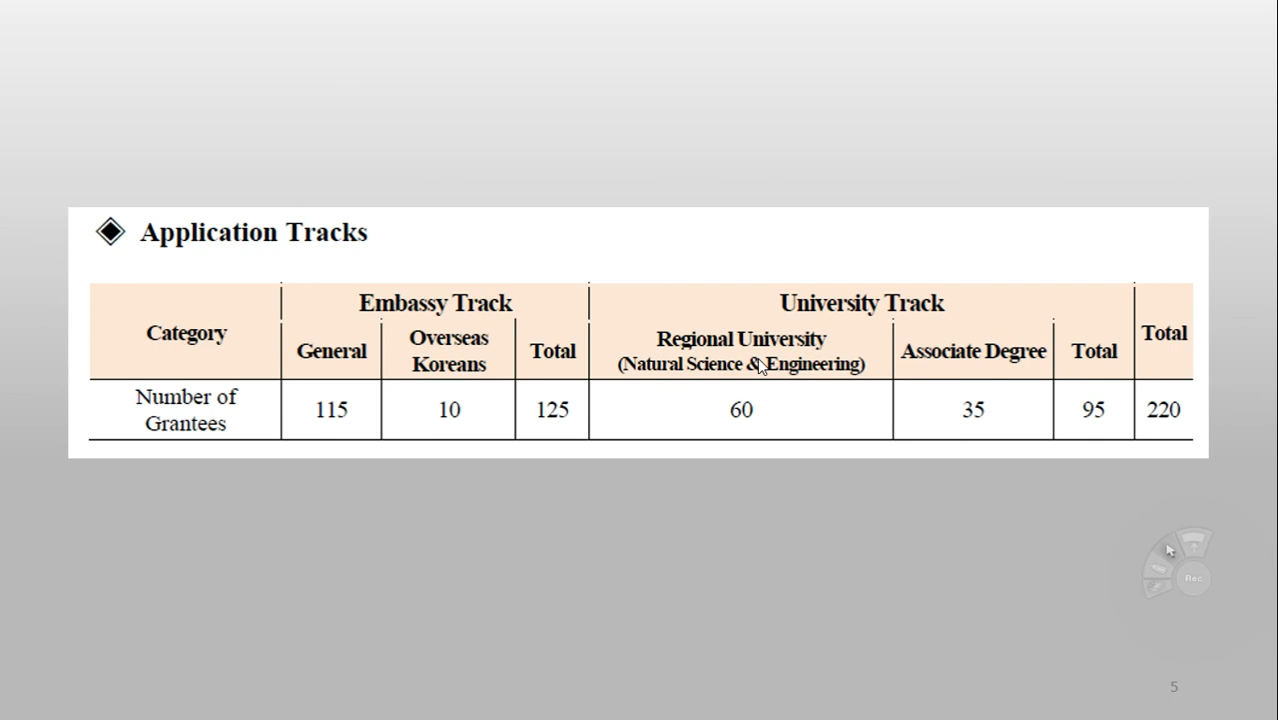 Application Tracks
Category
Embassy Track
University Track
Total
General
Overseas
Koreans
Total
Regional University
(Natural Science & Engineering)
Associate Degree
Total
Number of
Grantees
115
10
125
60
35
95
220
Rec
5